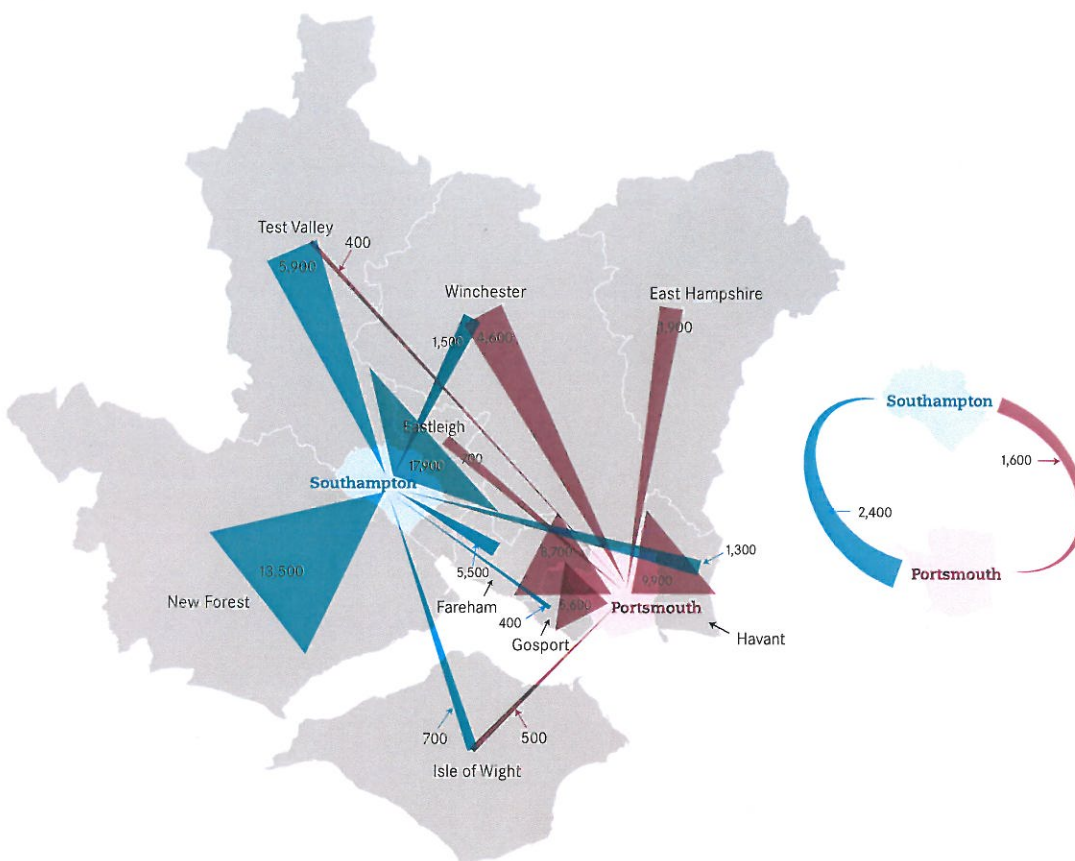 Test Valley
400
5,900
Winchester
East Hampshire
1,500
4,600
3,900
Eastleigh
700
17,900
Southampton
Southampton
1,600
2,400
Portsmouth
13,500
New Forest
5,500
8,700
9,900
1,300
Fareham
400
5,600
Portsmouth
Gosport
Havant
700
500
Isle of Wight